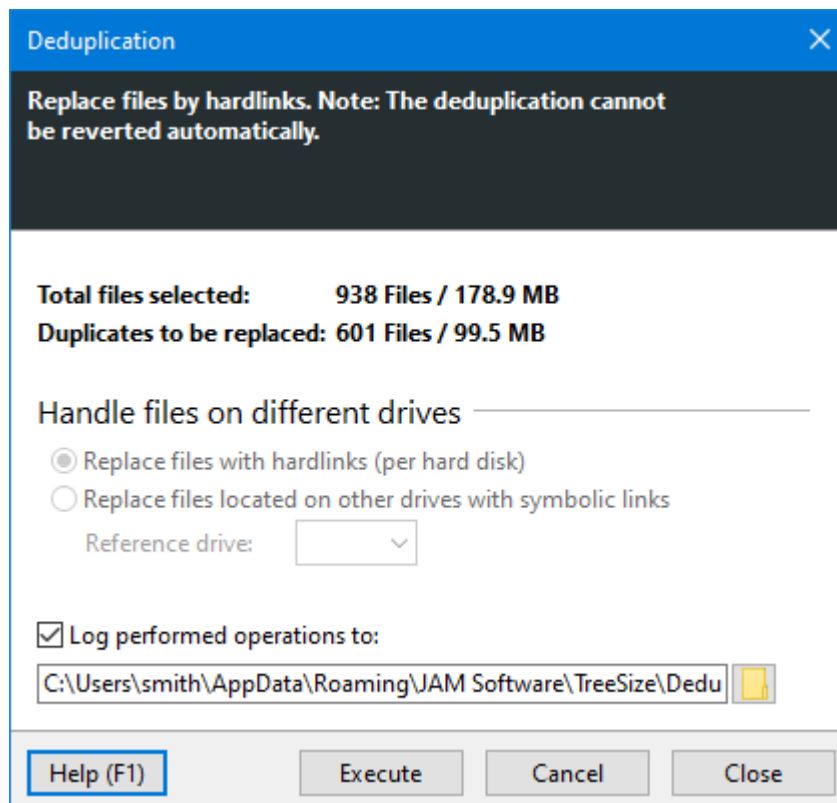 Deduplication
Replace files by hardlinks. Note: The deduplication cannot
be reverted automatically.
Total files selected: 938 Files / 178.9 MB
Duplicates to be replaced: 601 Files / 99.5 MB
Handle files on different drives
Replace files with hardlinks (per hard disk)
Replace files located on other drives with symbolic links
Reference drive:
Log performed operations to:
C:\Users\smith\AppData\Roaming\JAM Software\TreeSize\Dedu
Help (F1) Execute Cancel Close